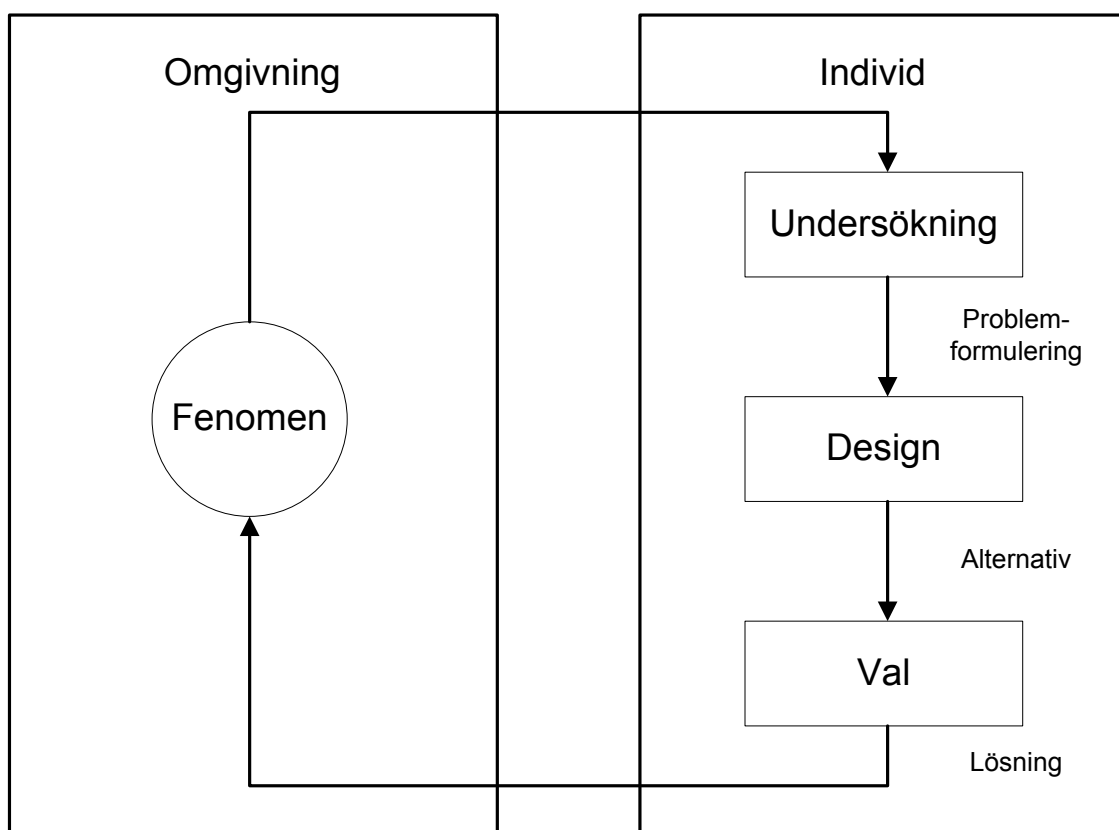 Omgivning
Individ
Undersökning
Problem-
formulering
Fenomen
Design
Alternativ
Val
Lösning